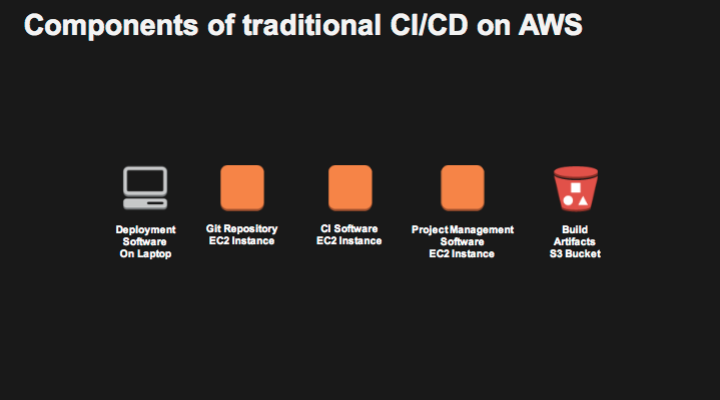 Components of traditional CI/CD on AWS
Deployment
Software
On Laptop
Git Repository
EC2 Instance
CI Software
EC2 Instance
Project Management
Software
EC2 Instance
Build
Artifacts
S3 Bucket